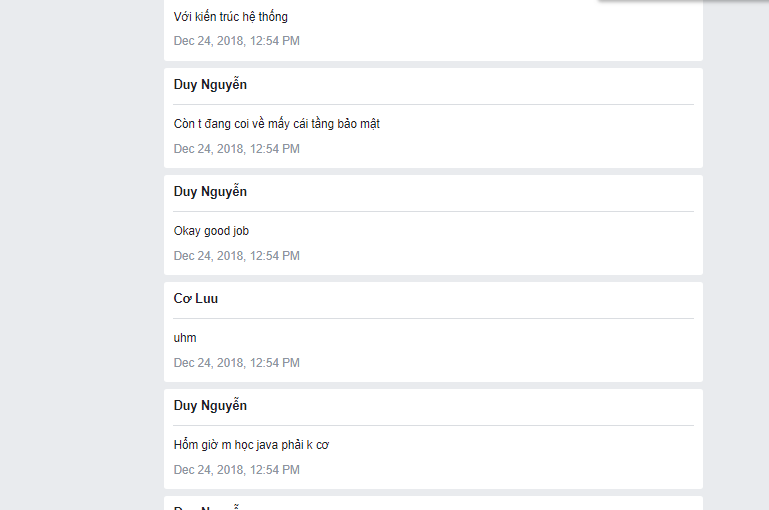 Với kiến trúc hệ thống
Dec 24, 2018, 12:54 PM
Duy Nguyễn
Còn t đang coi về mấy cái tầng bảo mật
Dec 24, 2018, 12:54 PM
Duy Nguyễn
Okay good job
Dec 24, 2018, 12:54 PM
Cơ Luu
uhm
Dec 24, 2018, 12:54 PM
Duy Nguyễn
Hổm giờ m học java phải k cơ
Dec 24, 2018, 12:54 PM
Duy Nguyễn